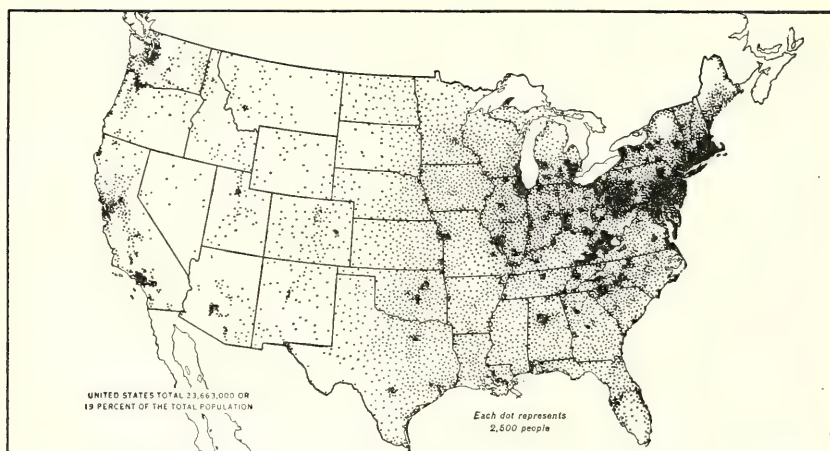 UNITED STATES TOTAL 23,663,000 OR
19 PERCENT OF THE TOTAL POPULATION
Each dot represents
2,500 people